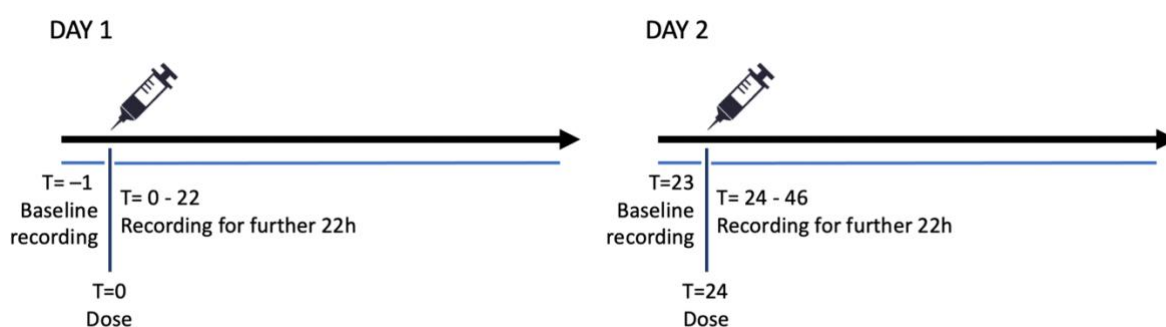 DAY 1
T= –1
Baseline
recording
T= 0 - 22
Recording for further 22h
T=0
Dose
DAY 2
T=23
Baseline
recording
T= 24 - 46
Recording for further 22h
T=24
Dose